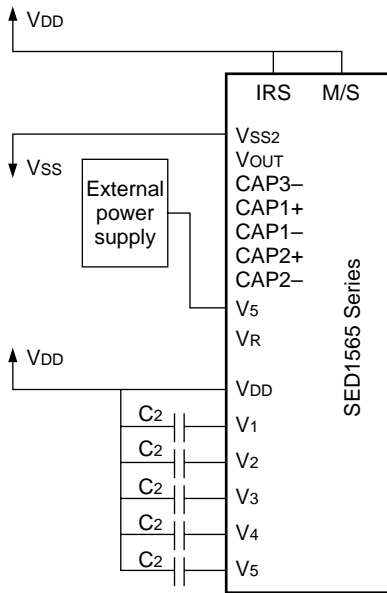 VDD
IRS M/S
VSS2
VSS
VOUT
External
power
supply
CAP3–
CAP1+
CAP1–
CAP2+
CAP2–
V5
VR
SED1565 Series
VDD
VDD
C2 V1
C2 V2
C2 V3
C2 V4
C2 V5